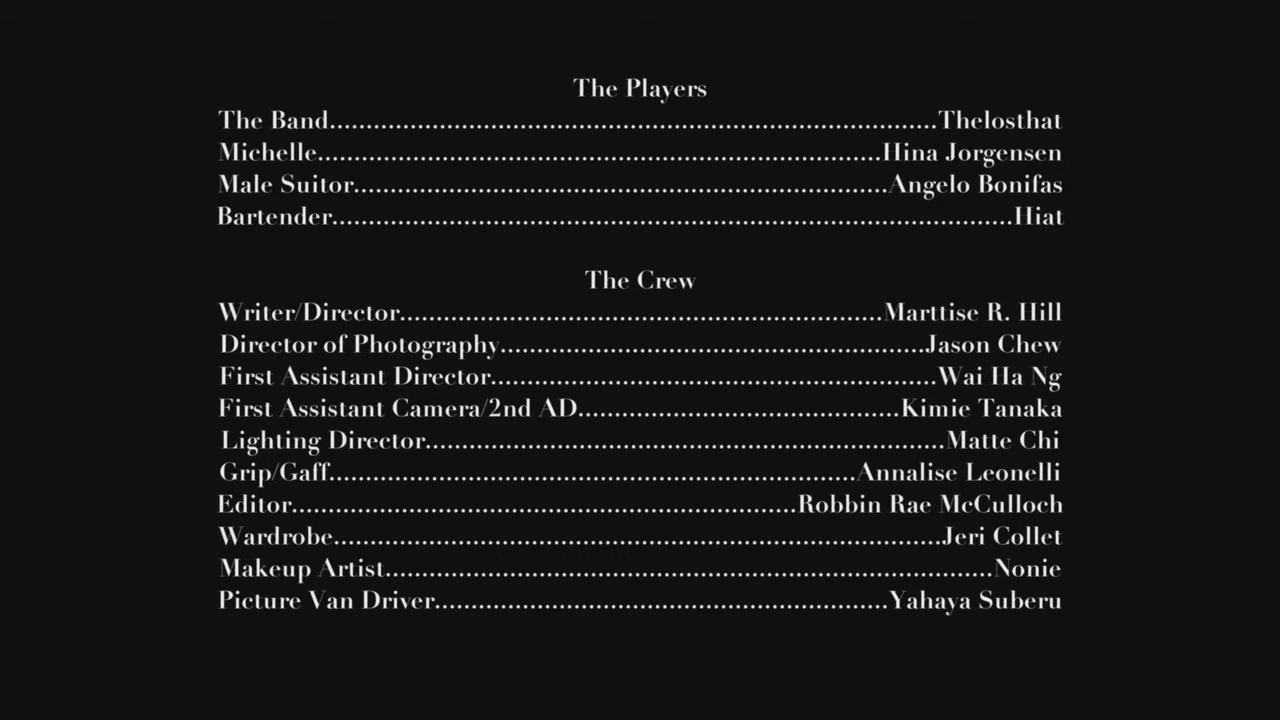 The Players
The Band....................................................................................Thelosthat
Michelle..............................................................................Hina Jorgensen
Male Suitor..........................................................................Angelo Bonifas
Bartender..............................................................................................Hiat

The Crew
Writer/Director..................................................................Marttise R. Hill
Director of Photography..........................................................Jason Chew
First Assistant Director.............................................................Wai Ha Ng
First Assistant Camera/2nd AD............................................Kimie Tanaka
Lighting Director.......................................................................Matte Chi
Grip/Gaff.........................................................................Annalise Leonelli
Editor......................................................................Robbin Rae McCulloch
Wardrobe....................................................................................Jeri Collet
Makeup Artist....................................................................................Nonie
Picture Van Driver..............................................................Yahaya Suberu